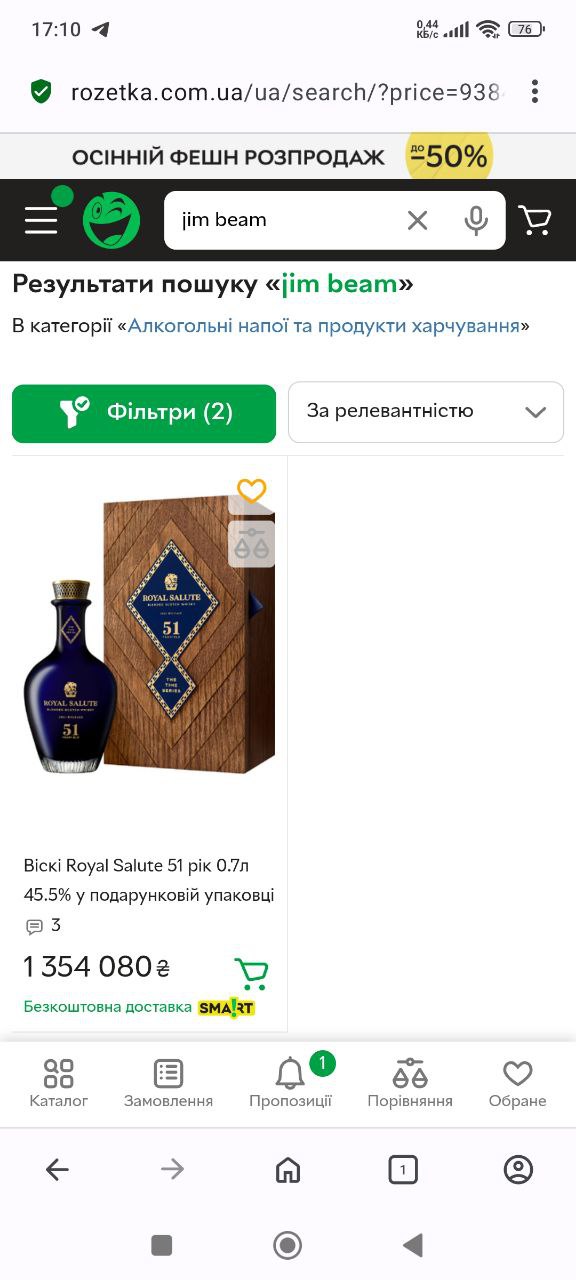 17:10
0,44
КБ/с
76
rozetka.com.ua/ua/search/?price=938
ОСІННІЙ ФЕШН РОЗПРОДАЖ
до
-50%
jim beam
Результати пошуку «jim beam»
В категорії «Алкогольні напої та продукти харчування»
Фільтри (2)
За релевантністю
ROYAL SALUTE
BLENDED SCOTCH WHISKY
51
THE
TIME
SERIES
ROYAL SALUTE
BLENDED SCOTCH WHISKY
51
Віскі Royal Salute 51 рік 0.7л
45.5% у подарунковій упаковці
3
1 354 080 ₴
Безкоштовна доставка SMART
1
Каталог
Замовлення
Пропозиції
Порівняння
Обране
1